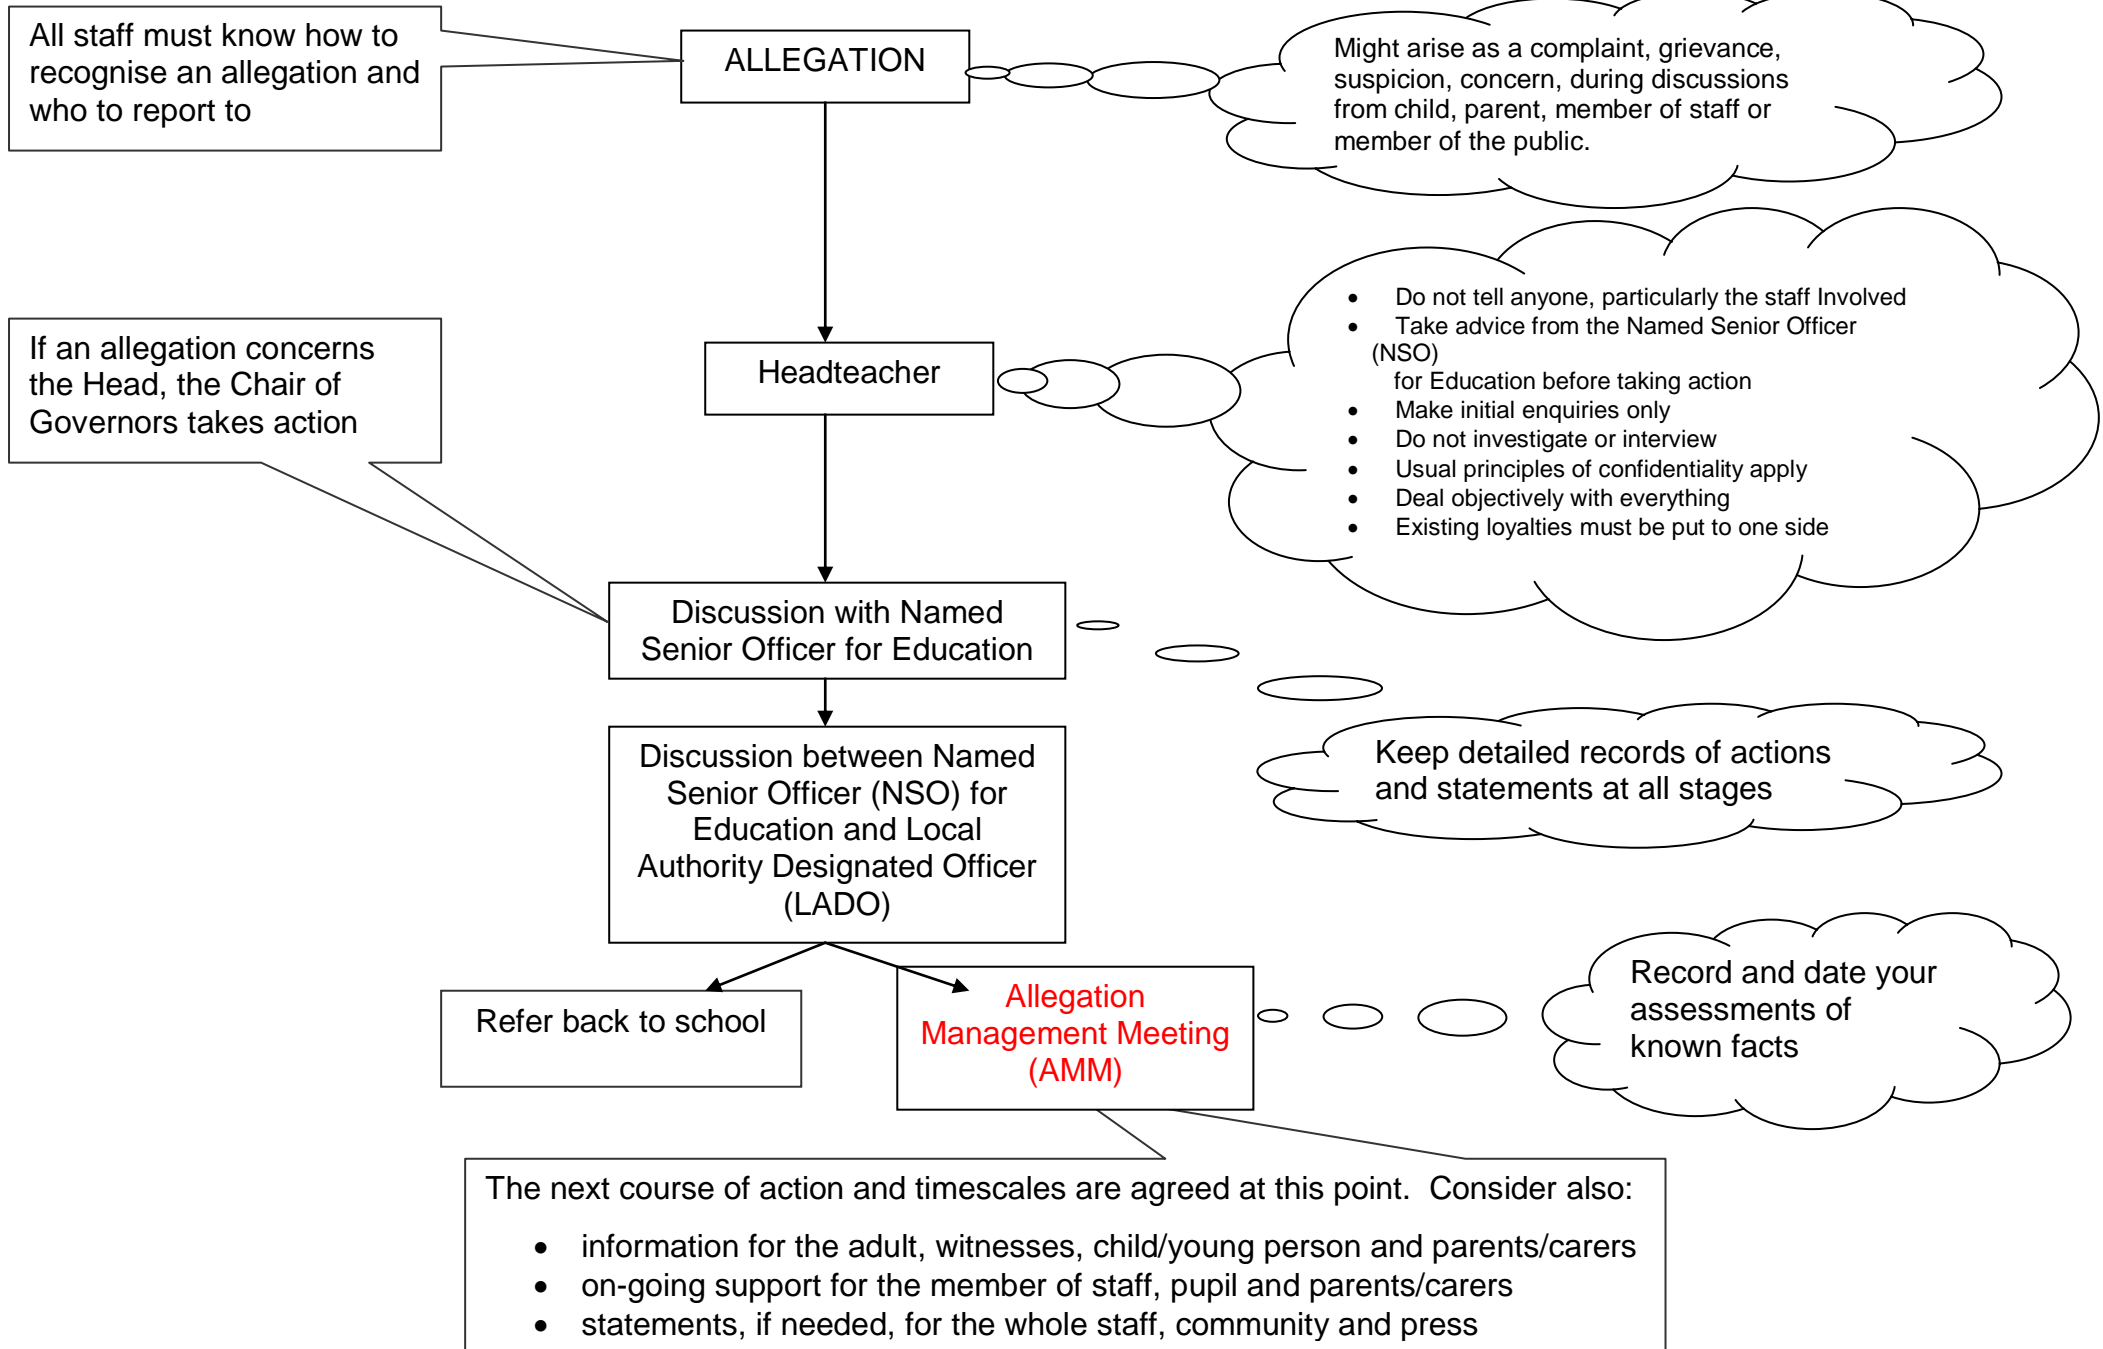 All staff must know how to
recognise an allegation and
who to report to
ALLEGATION
Might arise as a complaint, grievance,
suspicion, concern, during discussions
from child, parent, member of staff or
member of the public.
If an allegation concerns
the Head, the Chair of
Governors takes action
Headteacher
• Do not tell anyone, particularly the staff Involved
• Take advice from the Named Senior Officer
(NSO)
for Education before taking action
• Make initial enquiries only
• Do not investigate or interview
• Usual principles of confidentiality apply
• Deal objectively with everything
• Existing loyalties must be put to one side
Discussion with Named
Senior Officer for Education
Keep detailed records of actions
and statements at all stages
Discussion between Named
Senior Officer (NSO) for
Education and Local
Authority Designated Officer
(LADO)
Refer back to school
Allegation
Management Meeting
(AMM)
Record and date your
assessments of
known facts
The next course of action and timescales are agreed at this point.  Consider also:
• information for the adult, witnesses, child/young person and parents/carers
• on-going support for the member of staff, pupil and parents/carers
• statements, if needed, for the whole staff, community and press